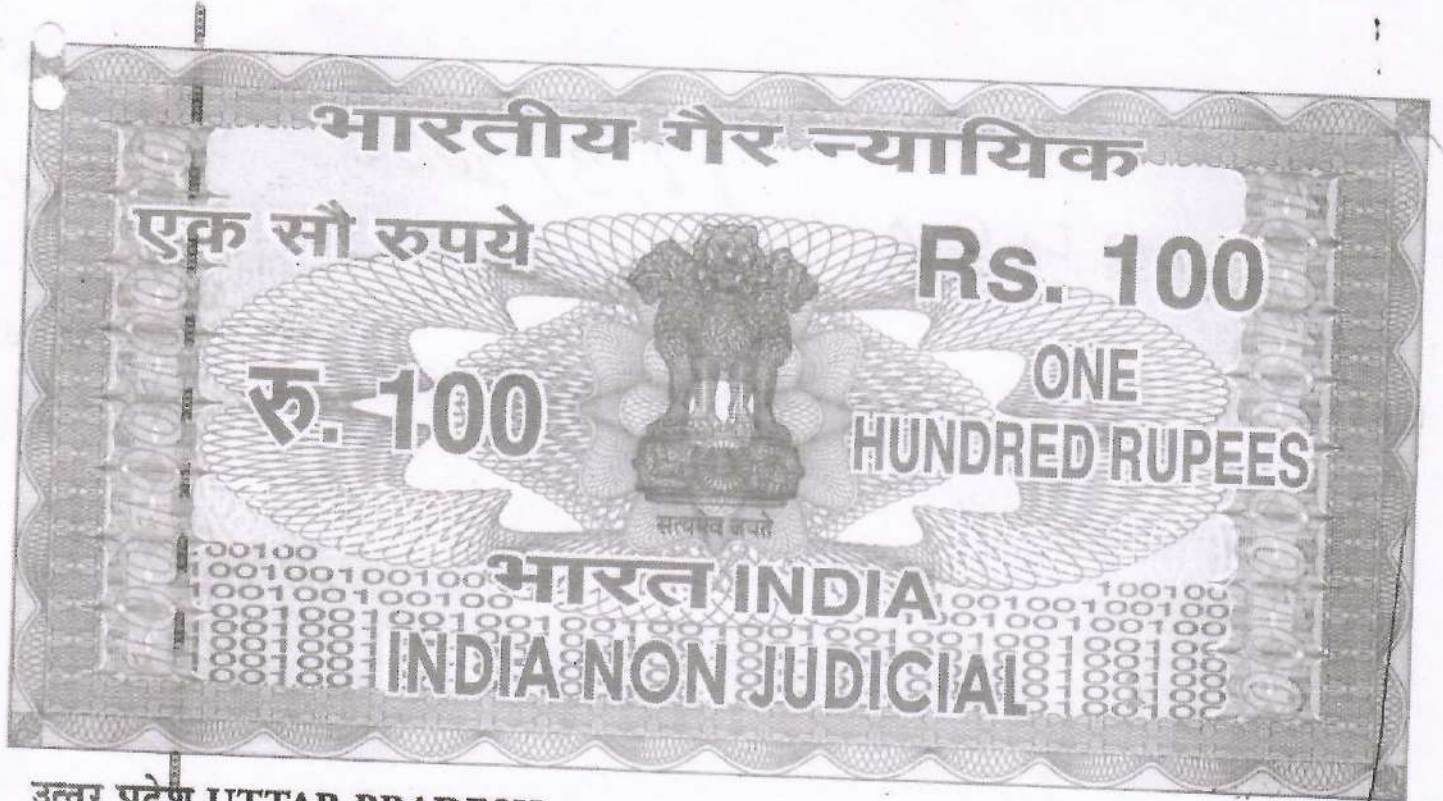 भारतीय गैर न्यायिक
एक सौ रुपये
Rs. 100
रु. 100
ONE
HUNDRED RUPEES
सत्यमेव जयते
भारत INDIA
INDIA NON JUDICIAL
उत्तर प्रदेश UTTAR PRADESH